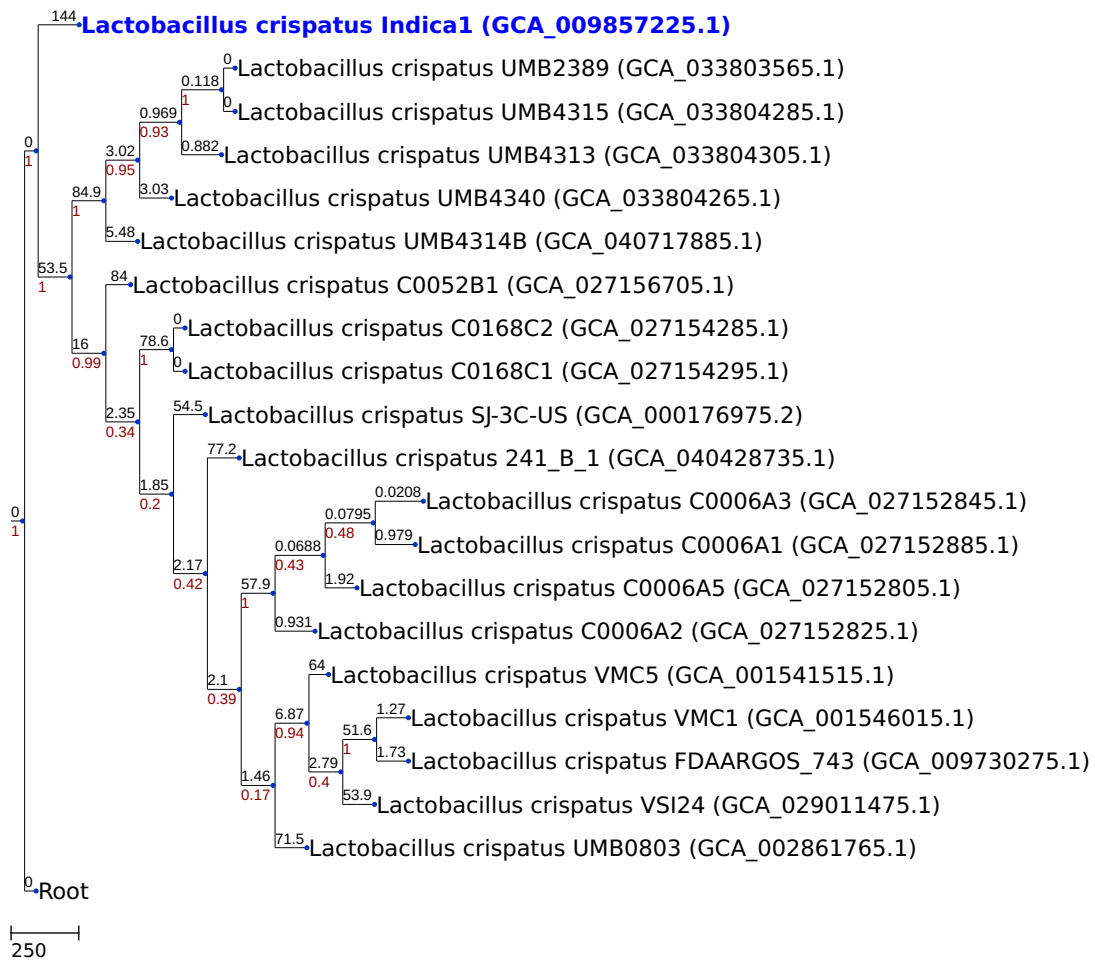 144
Lactobacillus crispatus Indica1 (GCA_009857225.1)
0
Lactobacillus crispatus UMB2389 (GCA_033803565.1)
0.118
1
0
Lactobacillus crispatus UMB4315 (GCA_033804285.1)
0.969
0.93
0.882
Lactobacillus crispatus UMB4313 (GCA_033804305.1)
0
1
3.02
0.95
3.03
Lactobacillus crispatus UMB4340 (GCA_033804265.1)
84.9
1
5.48
Lactobacillus crispatus UMB4314B (GCA_040717885.1)
53.5
1
84
Lactobacillus crispatus C0052B1 (GCA_027156705.1)
0
Lactobacillus crispatus C0168C2 (GCA_027154285.1)
16
0.99
78.6
1
0
Lactobacillus crispatus C0168C1 (GCA_027154295.1)
2.35
0.34
54.5
Lactobacillus crispatus SJ-3C-US (GCA_000176975.2)
77.2
Lactobacillus crispatus 241_B_1 (GCA_040428735.1)
1.85
0.2
0.0208
Lactobacillus crispatus C0006A3 (GCA_027152845.1)
0
1
0.0795
0.48
0.979
Lactobacillus crispatus C0006A1 (GCA_027152885.1)
0.0688
0.43
2.17
0.42
1.92
Lactobacillus crispatus C0006A5 (GCA_027152805.1)
57.9
1
0.931
Lactobacillus crispatus C0006A2 (GCA_027152825.1)
64
Lactobacillus crispatus VMC5 (GCA_001541515.1)
2.1
0.39
1.27
Lactobacillus crispatus VMC1 (GCA_001546015.1)
6.87
0.94
51.6
1
1.73
Lactobacillus crispatus FDAARGOS_743 (GCA_009730275.1)
2.79
0.4
1.46
0.17
53.9
Lactobacillus crispatus VSI24 (GCA_029011475.1)
71.5
Lactobacillus crispatus UMB0803 (GCA_002861765.1)
0
Root
250